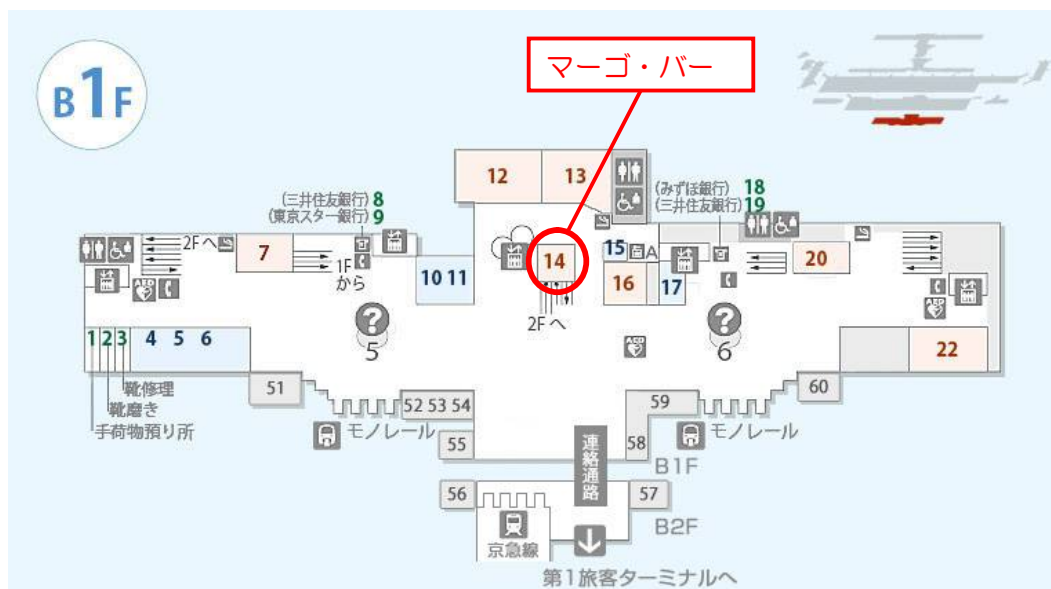 マーゴ・バー
B1F
12
13
(みずほ銀行) 18
(三井住友銀行) 19
(三井住友銀行) 8
(東京スター銀行) 9
2Fへ
7
1F
から
10 11
14
15
A
16
17
20
2Fへ
5
6
1 2 3 4 5 6
22
靴修理
靴磨き
手荷物預り所
51
52 53 54
モノレール
55
59
60
58
モノレール
連絡通路
B1F
56
57
B2F
京急線
第1旅客ターミナルへ
AED
AED
AED